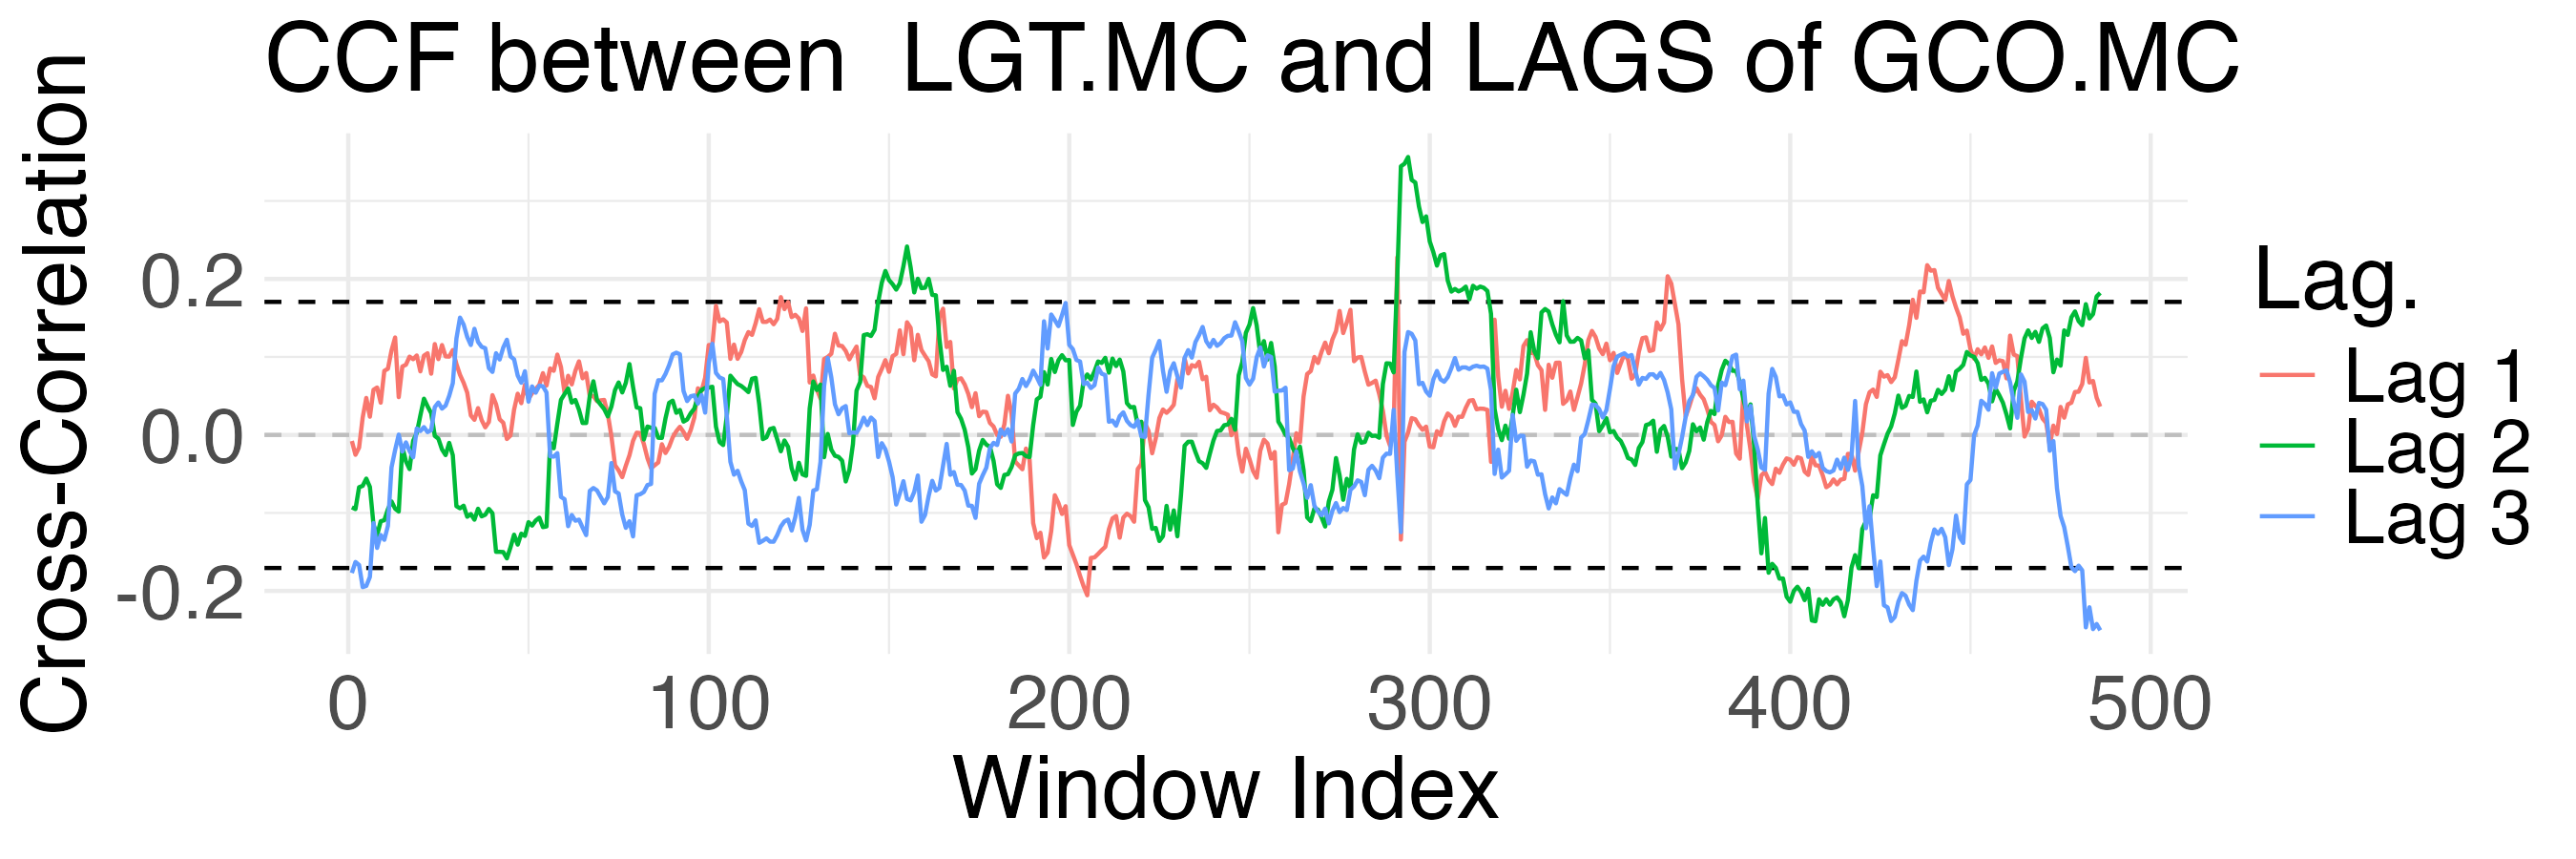 CCF between  LGT.MC and LAGS of GCO.MC
Cross-Correlation
0.2
0.0
-0.2
0 100 200 300 400 500
Window Index
Lag.
Lag 1
Lag 2
Lag 3